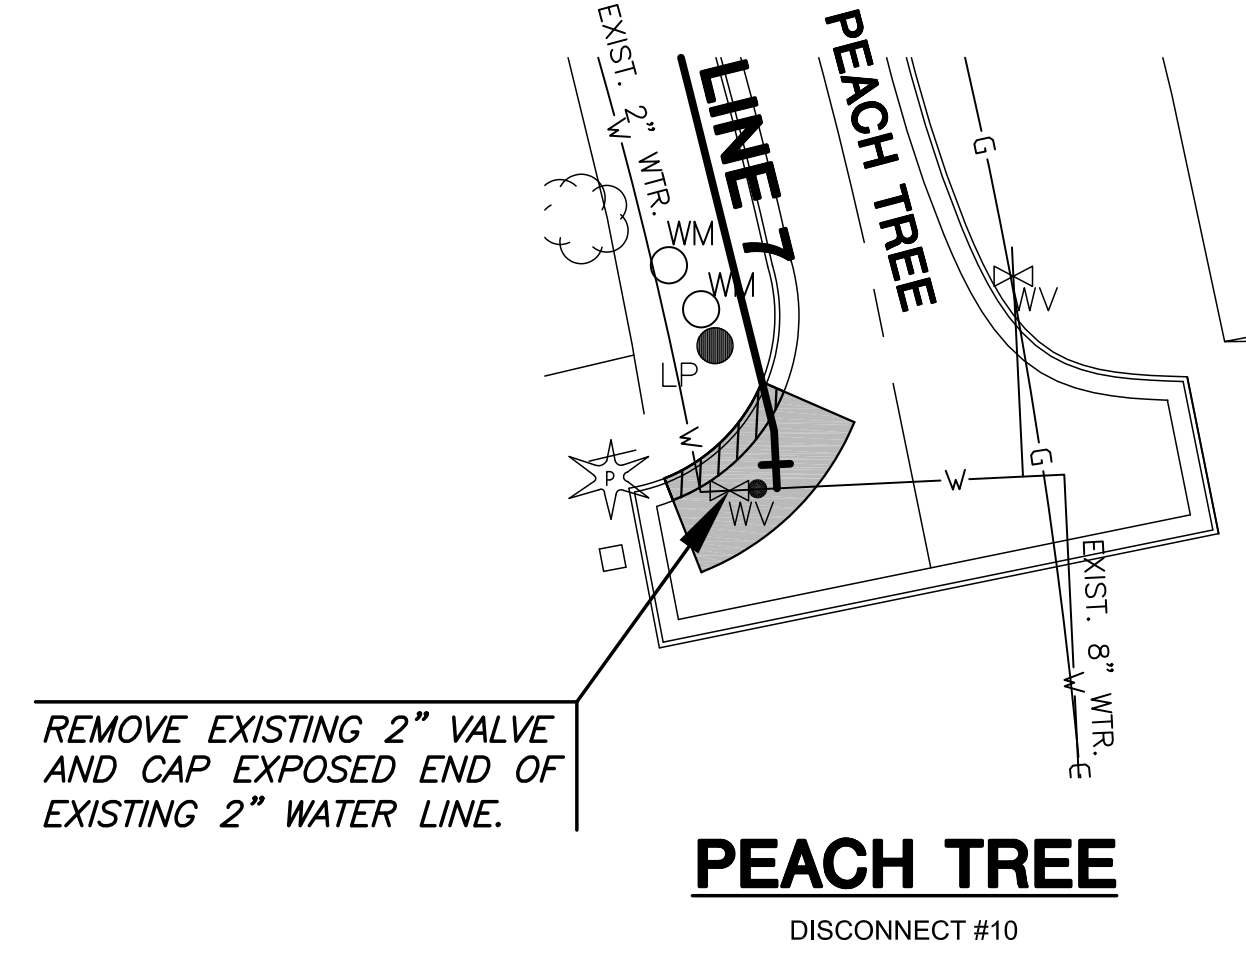 EXIST. 2" WTR.
W
LINE 7
PEACH TREE
G
WM
WM
WV
LP
W
P
WV
W
G
EXIST. 8" WTR.
W
G
REMOVE EXISTING 2" VALVE
AND CAP EXPOSED END OF
EXISTING 2" WATER LINE.
PEACH TREE
DISCONNECT #10